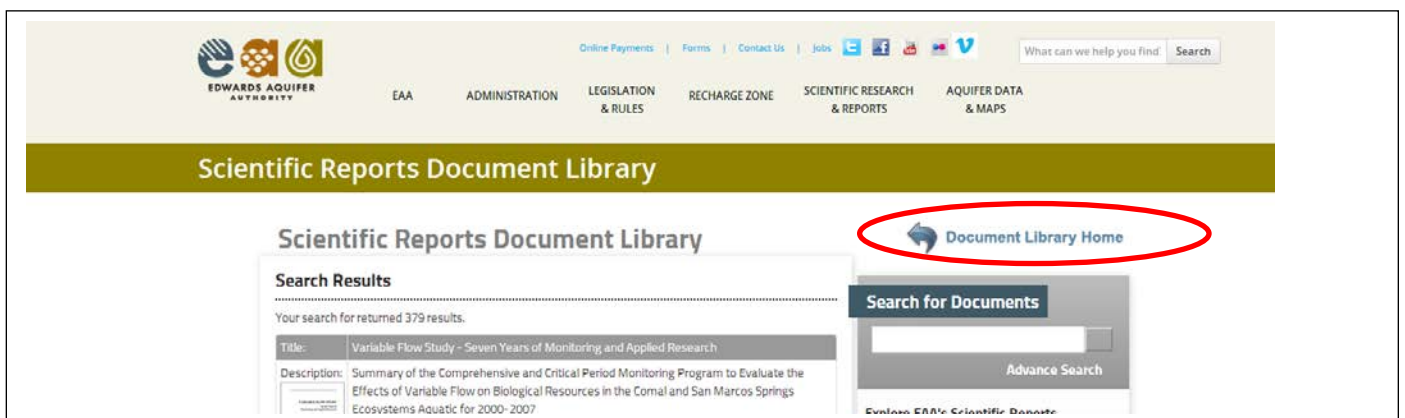 Online Payments | Forms | Contact Us | Jobs
What can we help you find Search
EDWARDS AQUIFER
AUTHORITY
EAA ADMINISTRATION LEGISLATION & RULES RECHARGE ZONE SCIENTIFIC RESEARCH & REPORTS AQUIFER DATA & MAPS
Scientific Reports Document Library
Scientific Reports Document Library
Document Library Home
Search Results
Your search for returned 379 results.
Title: Variable Flow Study - Seven Years of Monitoring and Applied Research
Description: Summary of the Comprehensive and Critical Period Monitoring Program to Evaluate the
Effects of Variable Flow on Biological Resources in the Comal and San Marcos Springs
Ecosystems Aquatic for 2000-2007
Search for Documents
Advance Search
Explore EAA's Scientific Reports